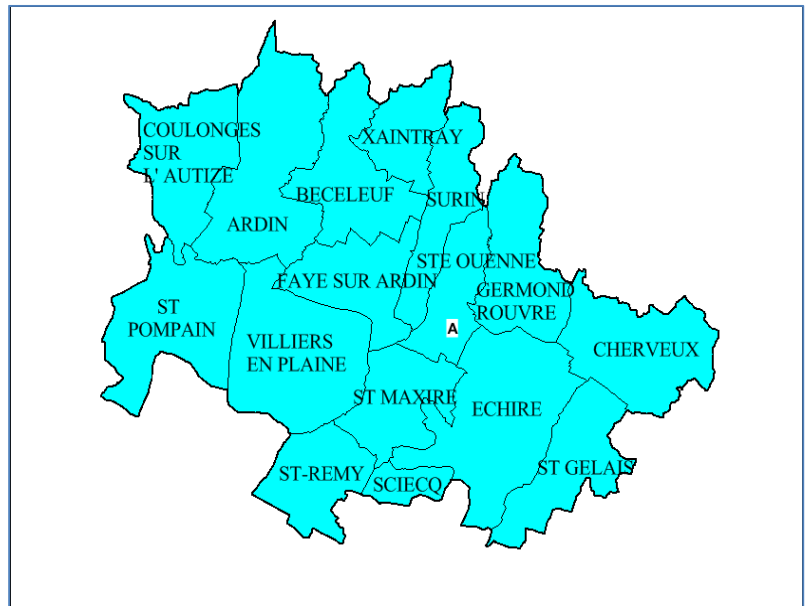 COULONGES
SUR
L' AUTIZE
XAINTRAY
BECELEUF
SURIN
ARDIN
STE OUENNE
FAYE SUR ARDIN
GERMOND
ROUVRE
ST
POMPAIN
A
VILLIERS
EN PLAINE
CHERVEUX
ST MAXIRE
ECHIRE
ST-REMY
SCIECQ
ST GELAIS